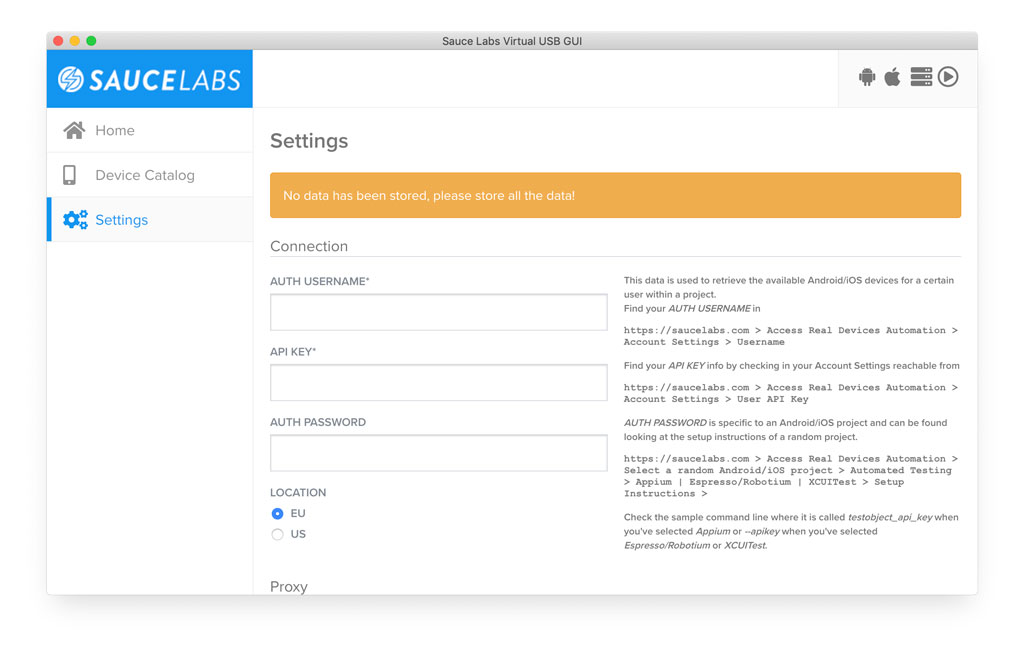 Sauce Labs Virtual USB GUI
SAUCELABS
Home
Device Catalog
Settings
Settings
No data has been stored, please store all the data!
Connection
AUTH USERNAME*
API KEY*
AUTH PASSWORD
LOCATION
EU
US
This data is used to retrieve the available Android/iOS devices for a certain
user within a project.
Find your AUTH USERNAME in
https://saucelabs.com > Access Real Devices Automation >
Account Settings > Username
Find your API KEY info by checking in your Account Settings reachable from
https://saucelabs.com > Access Real Devices Automation >
Account Settings > User API Key
AUTH PASSWORD is specific to an Android/iOS project and can be found
looking at the setup instructions of a random project.
https://saucelabs.com > Access Real Devices Automation >
Select a random Android/iOS project > Automated Testing
> Appium | Espresso/Robotium | XCUITest > Setup
Instructions >
Check the sample command line where it is called testobject_api_key when
you've selected Appium or --apikey when you've selected
Espresso/Robotium or XCUITest.
Proxy